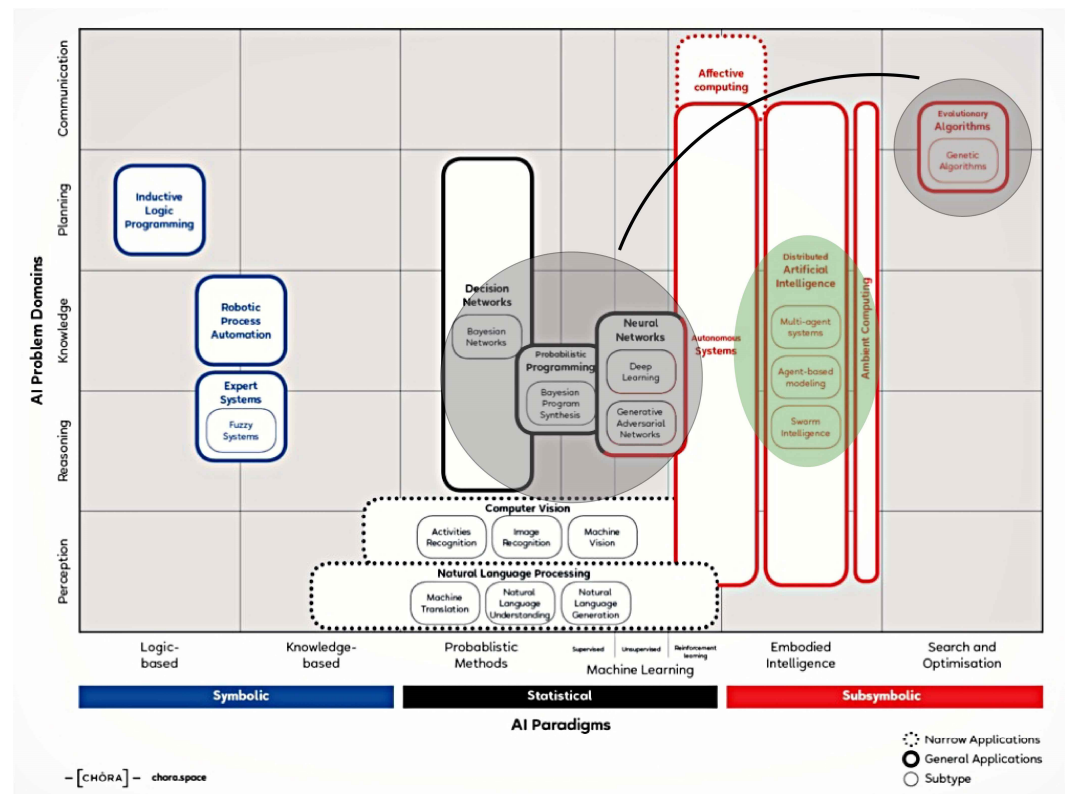 Communication
Planning
Knowledge
Reasoning
Perception
AI Problem Domains
Affective
computing
Evolutionary
Algorithms
Genetic
Algorithms
Inductive
Logic
Programming
Robotic
Process
Automation
Expert
Systems
Fuzzy
Systems
Decision
Networks
Bayesian
Networks
Probabilistic
Programming
Bayesian
Program
Synthesis
Neural
Networks
Deep
Learning
Generative
Adversarial
Networks
Autonomous
Systems
Distributed
Artificial
Intelligence
Multi-agent
systems
Agent-based
modeling
Swarm
Intelligence
Ambient Computing
Computer Vision
Activities
Recognition
Image
Recognition
Machine
Vision
Natural Language Processing
Machine
Translation
Natural
Language
Understanding
Natural
Language
Generation
Logic-
based
Knowledge-
based
Probablistic
Methods
Supervised
Unsupervised
Reinforcement
learning
Machine Learning
Embodied
Intelligence
Search and
Optimisation
Symbolic
Statistical
Subsymbolic
AI Paradigms
Narrow Applications
General Applications
Subtype
–[CHÔRA]– chora.space